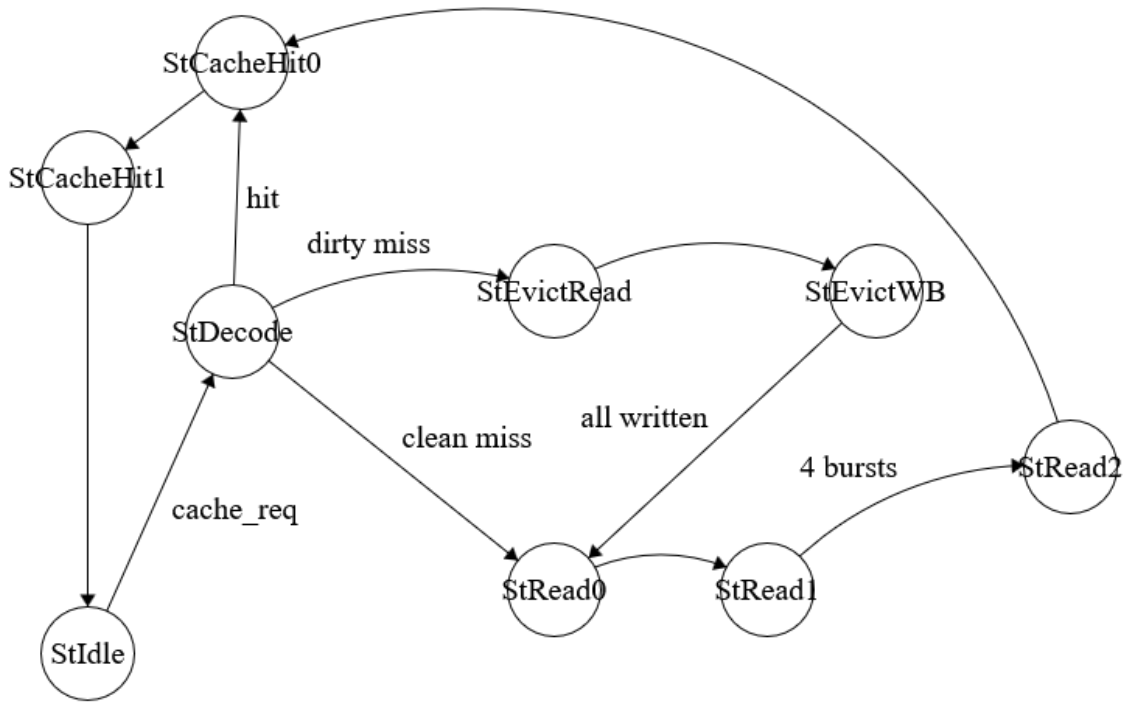 StCacheHit0
StCacheHit1
hit
dirty miss
StEvictRead
StEvictWB
StDecode
clean miss
all written
4 bursts
StRead2
cache_req
StRead0
StRead1
StIdle